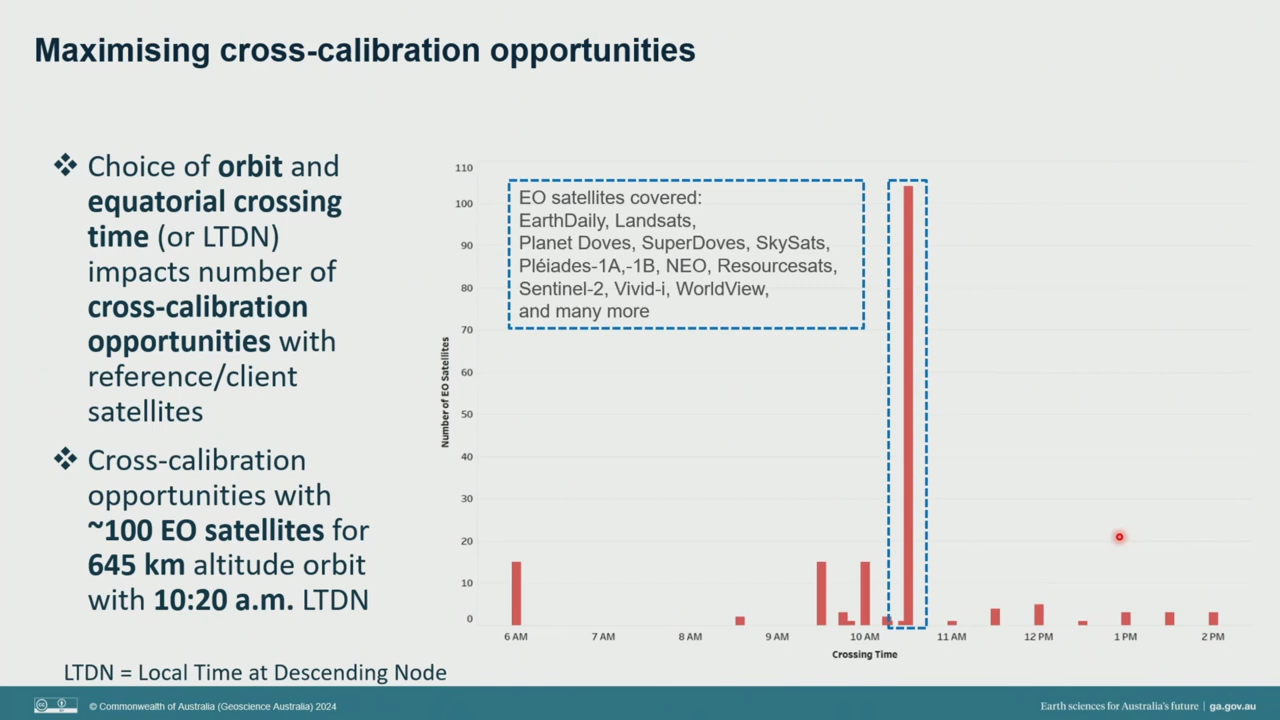 Maximising cross-calibration opportunities
❖ Choice of orbit and
equatorial crossing
time (or LTDN)
impacts number of
cross-calibration
opportunities with
reference/client
satellites
❖ Cross-calibration
opportunities with
~100 EO satellites for
645 km altitude orbit
with 10:20 a.m. LTDN
LTDN = Local Time at Descending Node
EO satellites covered:
EarthDaily, Landsats,
Planet Doves, SuperDoves, SkySats,
Pléiades-1A,-1B, NEO, Resourcesats,
Sentinel-2, Vivid-i, WorldView,
and many more
Number of EO Satellites
110
100
90
80
70
60
50
40
30
20
10
0
6 AM 7 AM 8 AM 9 AM 10 AM 11 AM 12 PM 1 PM 2 PM
Crossing Time
© Commonwealth of Australia (Geoscience Australia) 2024
Earth sciences for Australia's future | ga.gov.au